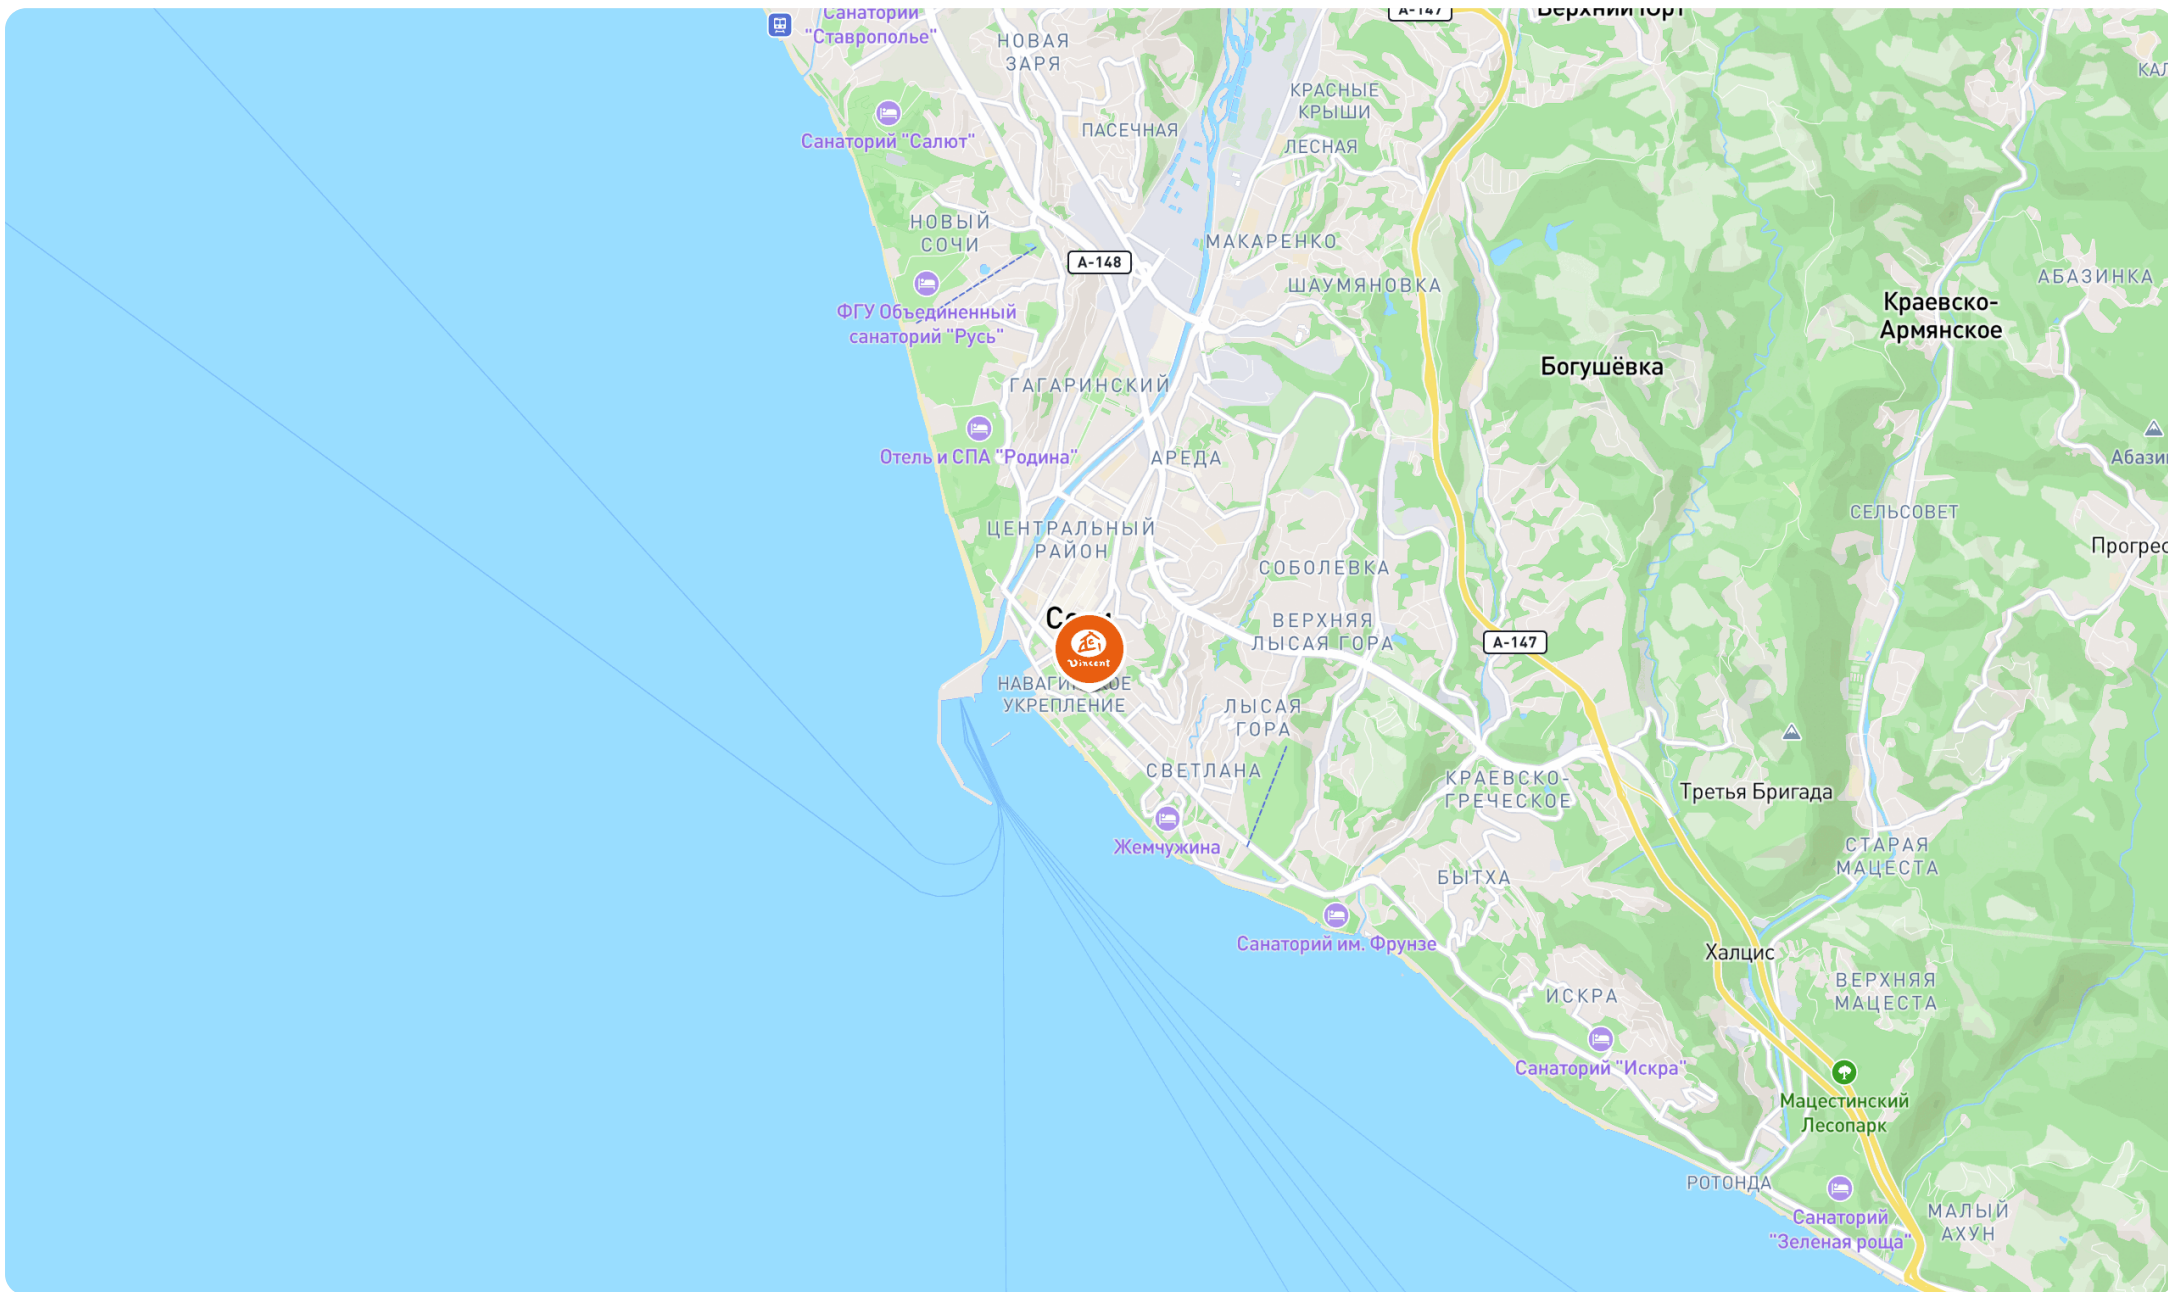 Санаторий
"Ставрополье"
НОВАЯ
ЗАРЯ
А-147
Верхний Юрт
КРАСНЫЕ
КРЫШИ
ПАСЕЧНАЯ
ЛЕСНАЯ
Санаторий "Салют"
НОВЫЙ
СОЧИ
А-148
МАКАРЕНКО
ШАУМЯНОВКА
АБАЗИНКА
Краевско-
Армянское
ФГУ Объединенный
санаторий "Русь"
Богушёвка
ГАГАРИНСКИЙ
Отель и СПА "Родина"
АРЕДА
СЕЛЬСОВЕТ
ЦЕНТРАЛЬНЫЙ
РАЙОН
СОБОЛЕВКА
ВЕРХНЯЯ
ЛЫСАЯ ГОРА
А-147
Vincent
УКРЕПЛЕНИЕ
ЛЫСАЯ
ГОРА
СВЕТЛАНА
КРАЕВСКО-
ГРЕЧЕСКОЕ
Третья Бригада
Жемчужина
СТАРАЯ
МАЦЕСТА
БЫТХА
Санаторий им. Фрунзе
Халцис
ВЕРХНЯЯ
МАЦЕСТА
ИСКРА
Санаторий "Искра"
Мацестинский
Лесопарк
РОТОНДА
Санаторий
"Зеленая роща"
МАЛЫЙ
АХУН